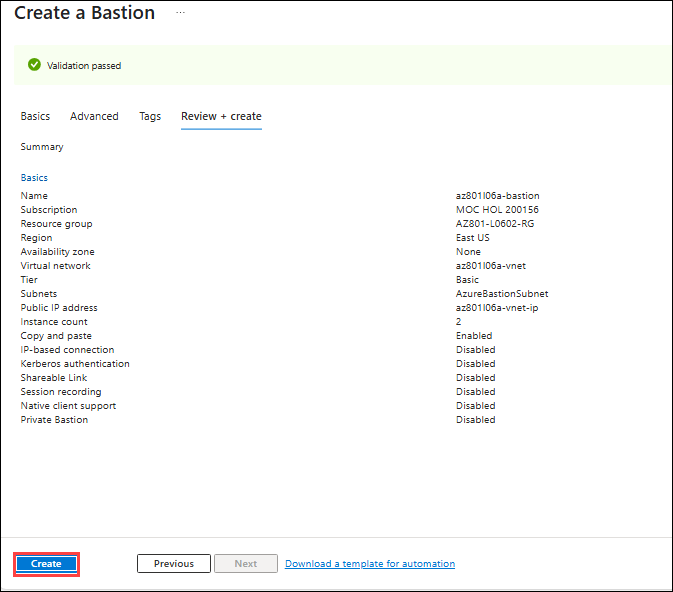 Create a Bastion ...
Validation passed
Basics Advanced Tags Review + create
Summary
Basics
Name az801l06a-bastion
Subscription MOC HOL 200156
Resource group AZ801-L0602-RG
Region East US
Availability zone None
Virtual network az801l06a-vnet
Tier Basic
Subnets AzureBastionSubnet
Public IP address az801l06a-vnet-ip
Instance count 2
Copy and paste Enabled
IP-based connection Disabled
Kerberos authentication Disabled
Shareable Link Disabled
Session recording Disabled
Native client support Disabled
Private Bastion Disabled
Create Previous Next Download a template for automation